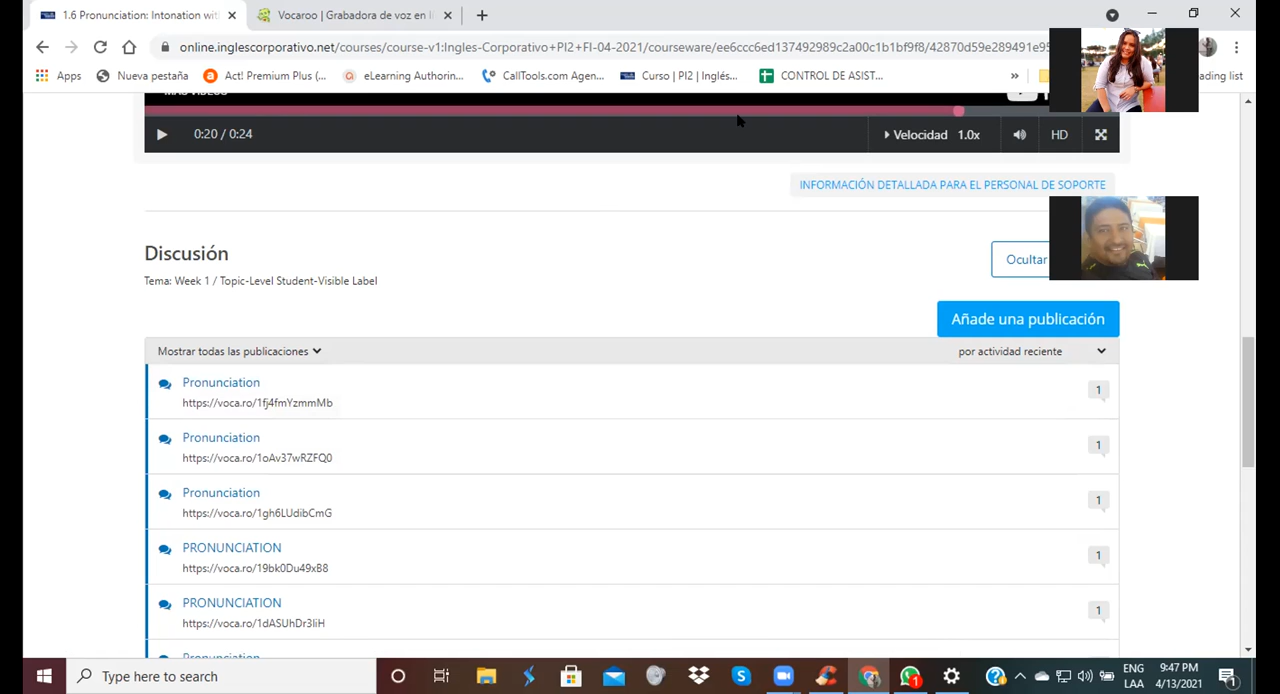 1.6 Pronunciation: Intonation wit
Vocaroo | Grabadora de voz en l
online.inglescorporativo.net/courses/course-v1:Ingles-Corporativo+PI2+FI-04-2021/courseware/ee6ccc6ed137492989c2a00c1b1bf9f8/42870d59e289491e95
Apps
Nueva pestaña
Act! Premium Plus (...
eLearning Authorin...
CallTools.com Agen...
Curso | PI2 | Inglés...
CONTROL DE ASIST...
»
ding list
MÁS VIDEOS
0:20 / 0:24
Velocidad 1.0x
HD
INFORMACIÓN DETALLADA PARA EL PERSONAL DE SOPORTE
Discusión
Ocultar
Tema: Week 1 / Topic-Level Student-Visible Label
Añade una publicación
Mostrar todas las publicaciones
por actividad reciente
Pronunciation
1
https://voca.ro/1fj4fmYzmmMb
Pronunciation
1
https://voca.ro/1oAv37wRZFQ0
Pronunciation
1
https://voca.ro/1gh6LUdibCmG
PRONUNCIATION
1
https://voca.ro/19bk0Du49xB8
PRONUNCIATION
1
https://voca.ro/1dASUhDr3liH
Pronunciation
Type here to search
1
ENG
LAA
9:47 PM
4/13/2021
1